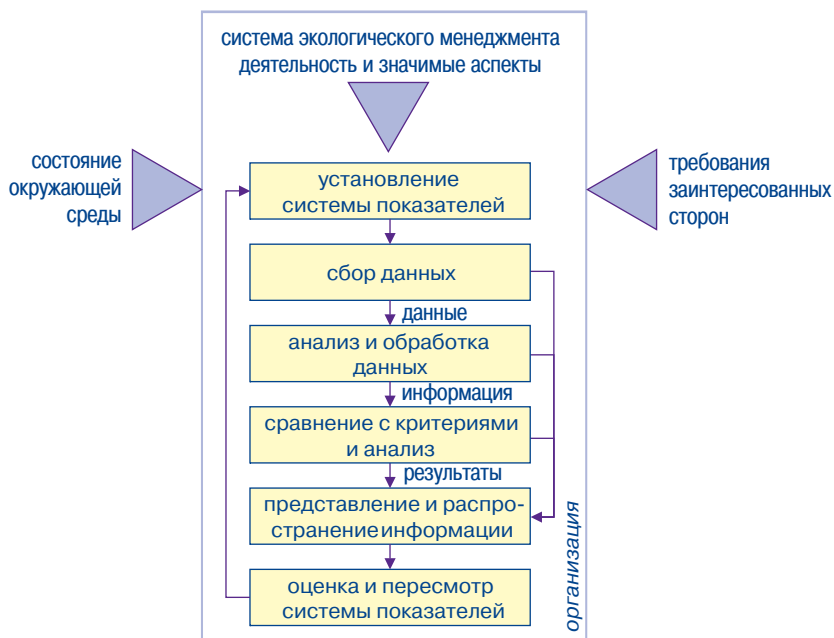 система экологического менеджмента
деятельность и значимые аспекты
состояние
окружающей
среды
требования
заинтересованных
сторон
установление
системы показателей
сбор данных
данные
анализ и обработка
данных
информация
сравнение с критериями
и анализ
результаты
представление и распро-
странение информации
оценка и пересмотр
системы показателей
организация